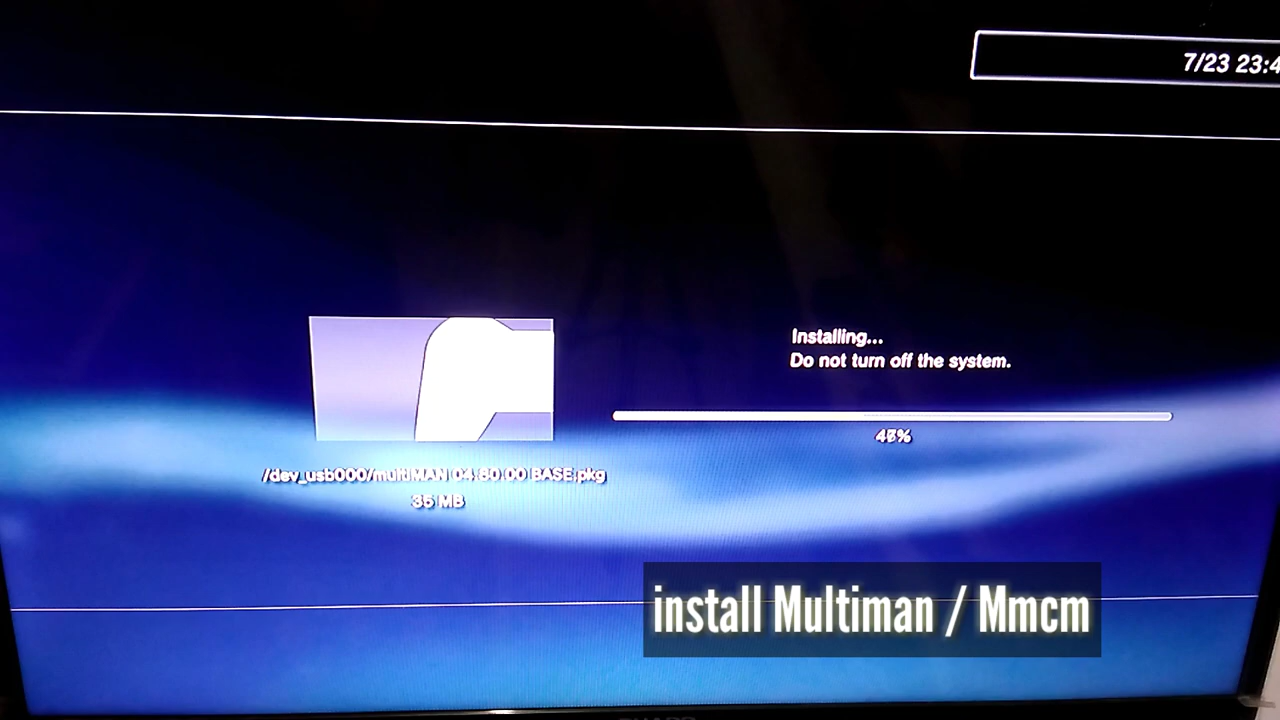 7/23 23:4
Installing...
Do not turn off the system.
/dev_usb000/multiMAN 04.80.00 BASE.pkg
35 MB
install Multiman / Mmcm